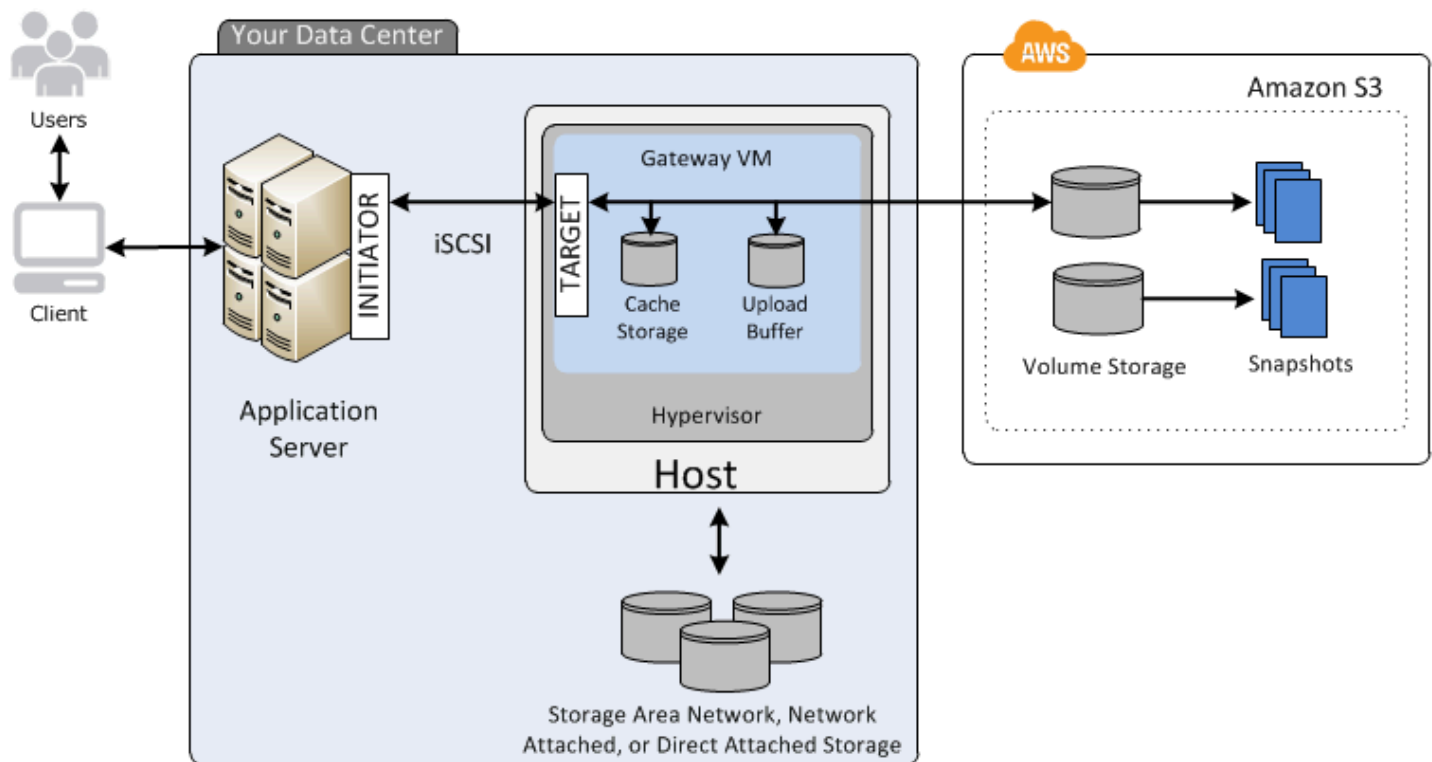 Your Data Center
AWS
Amazon S3
Users
Gateway VM
INITIATOR
iSCSI
TARGET
Cache
Storage
Upload
Buffer
Client
Volume Storage
Snapshots
Application
Server
Hypervisor
Host
Storage Area Network, Network
Attached, or Direct Attached Storage